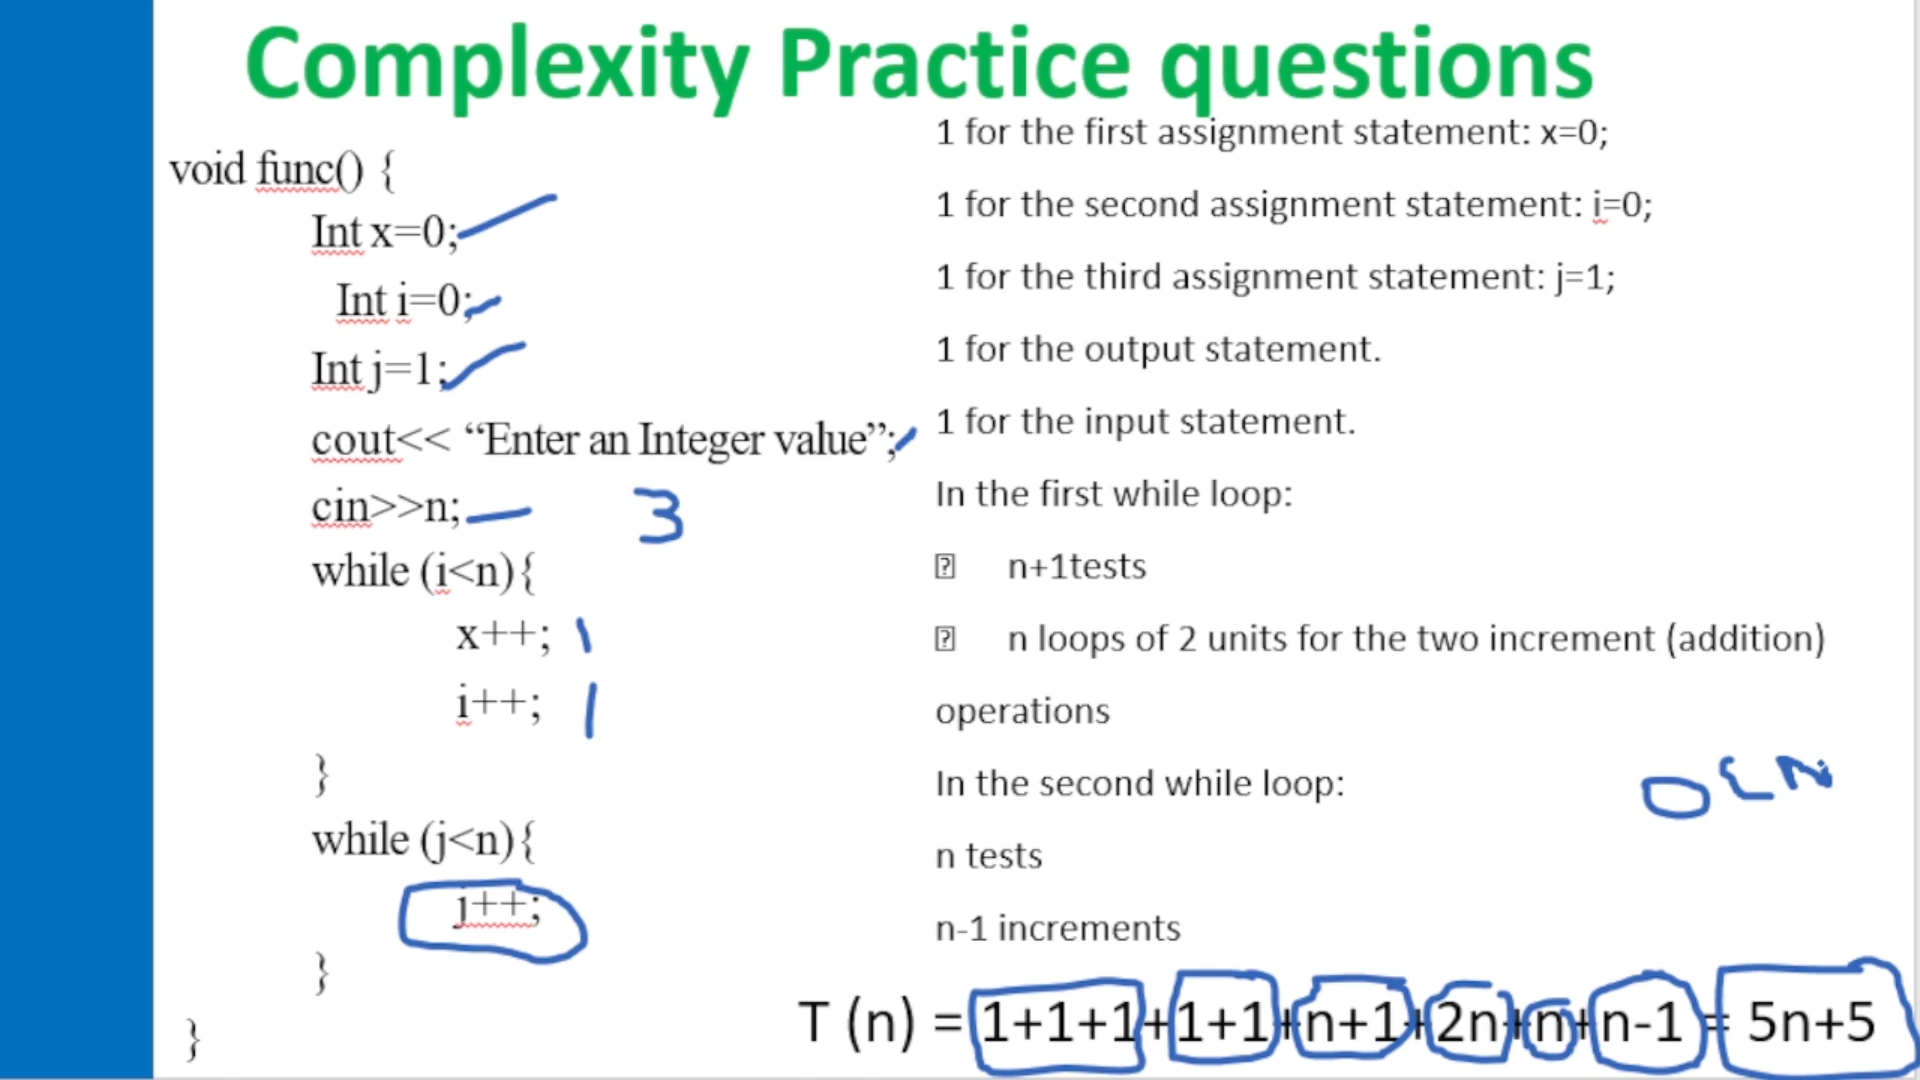 Complexity Practice questions
void func() {
Int x=0;
Int i=0;
Int j=1;
cout<< “Enter an Integer value”;
cin>>n;
3
while (i<n){
x++; 1
i++; 1
}
while (j<n){
j++;
}
}
1 for the first assignment statement: x=0;
1 for the second assignment statement: i=0;
1 for the third assignment statement: j=1;
1 for the output statement.
1 for the input statement.
In the first while loop:
n+1tests
n loops of 2 units for the two increment (addition)
operations
In the second while loop:
n tests
n-1 increments
T (n) = 1+1+1+1+1+n+1+2n+n+n-1 = 5n+5